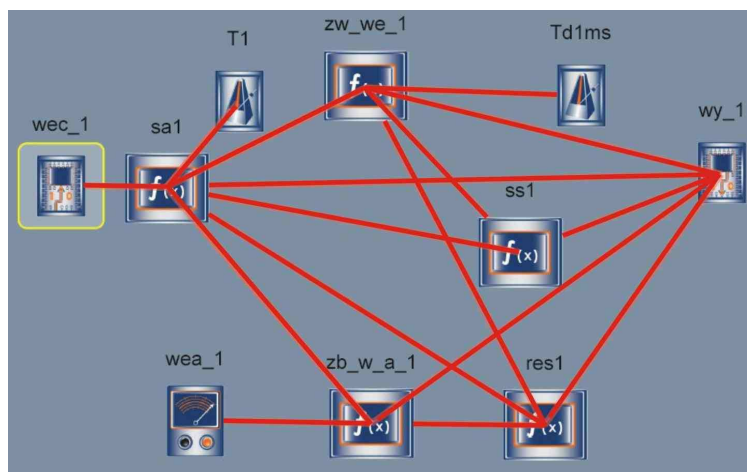 zw_we_1
T1
Td1ms
wec_1
sa1
f(x)
f(x)
wy_1
ss1
f(x)
wea_1
zb_w_a_1
res1
f(x)
f(x)